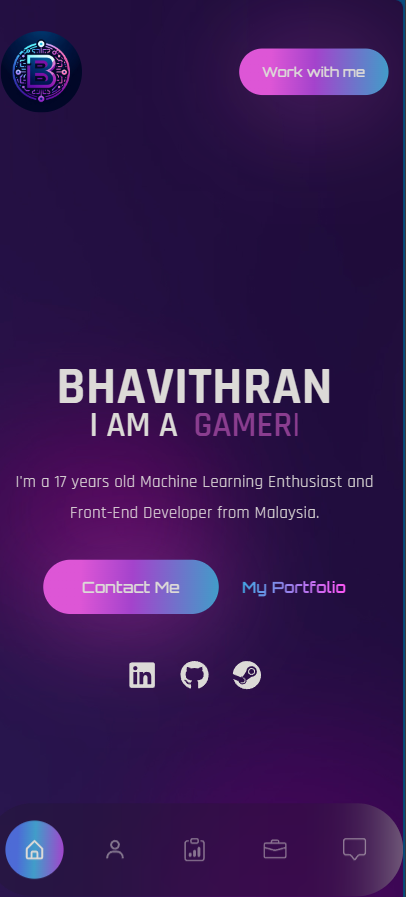 B
Work with me
BHAVITHRAN
I AM A GAMER|
I'm a 17 years old Machine Learning Enthusiast and
Front-End Developer from Malaysia.
Contact Me
My Portfolio
in